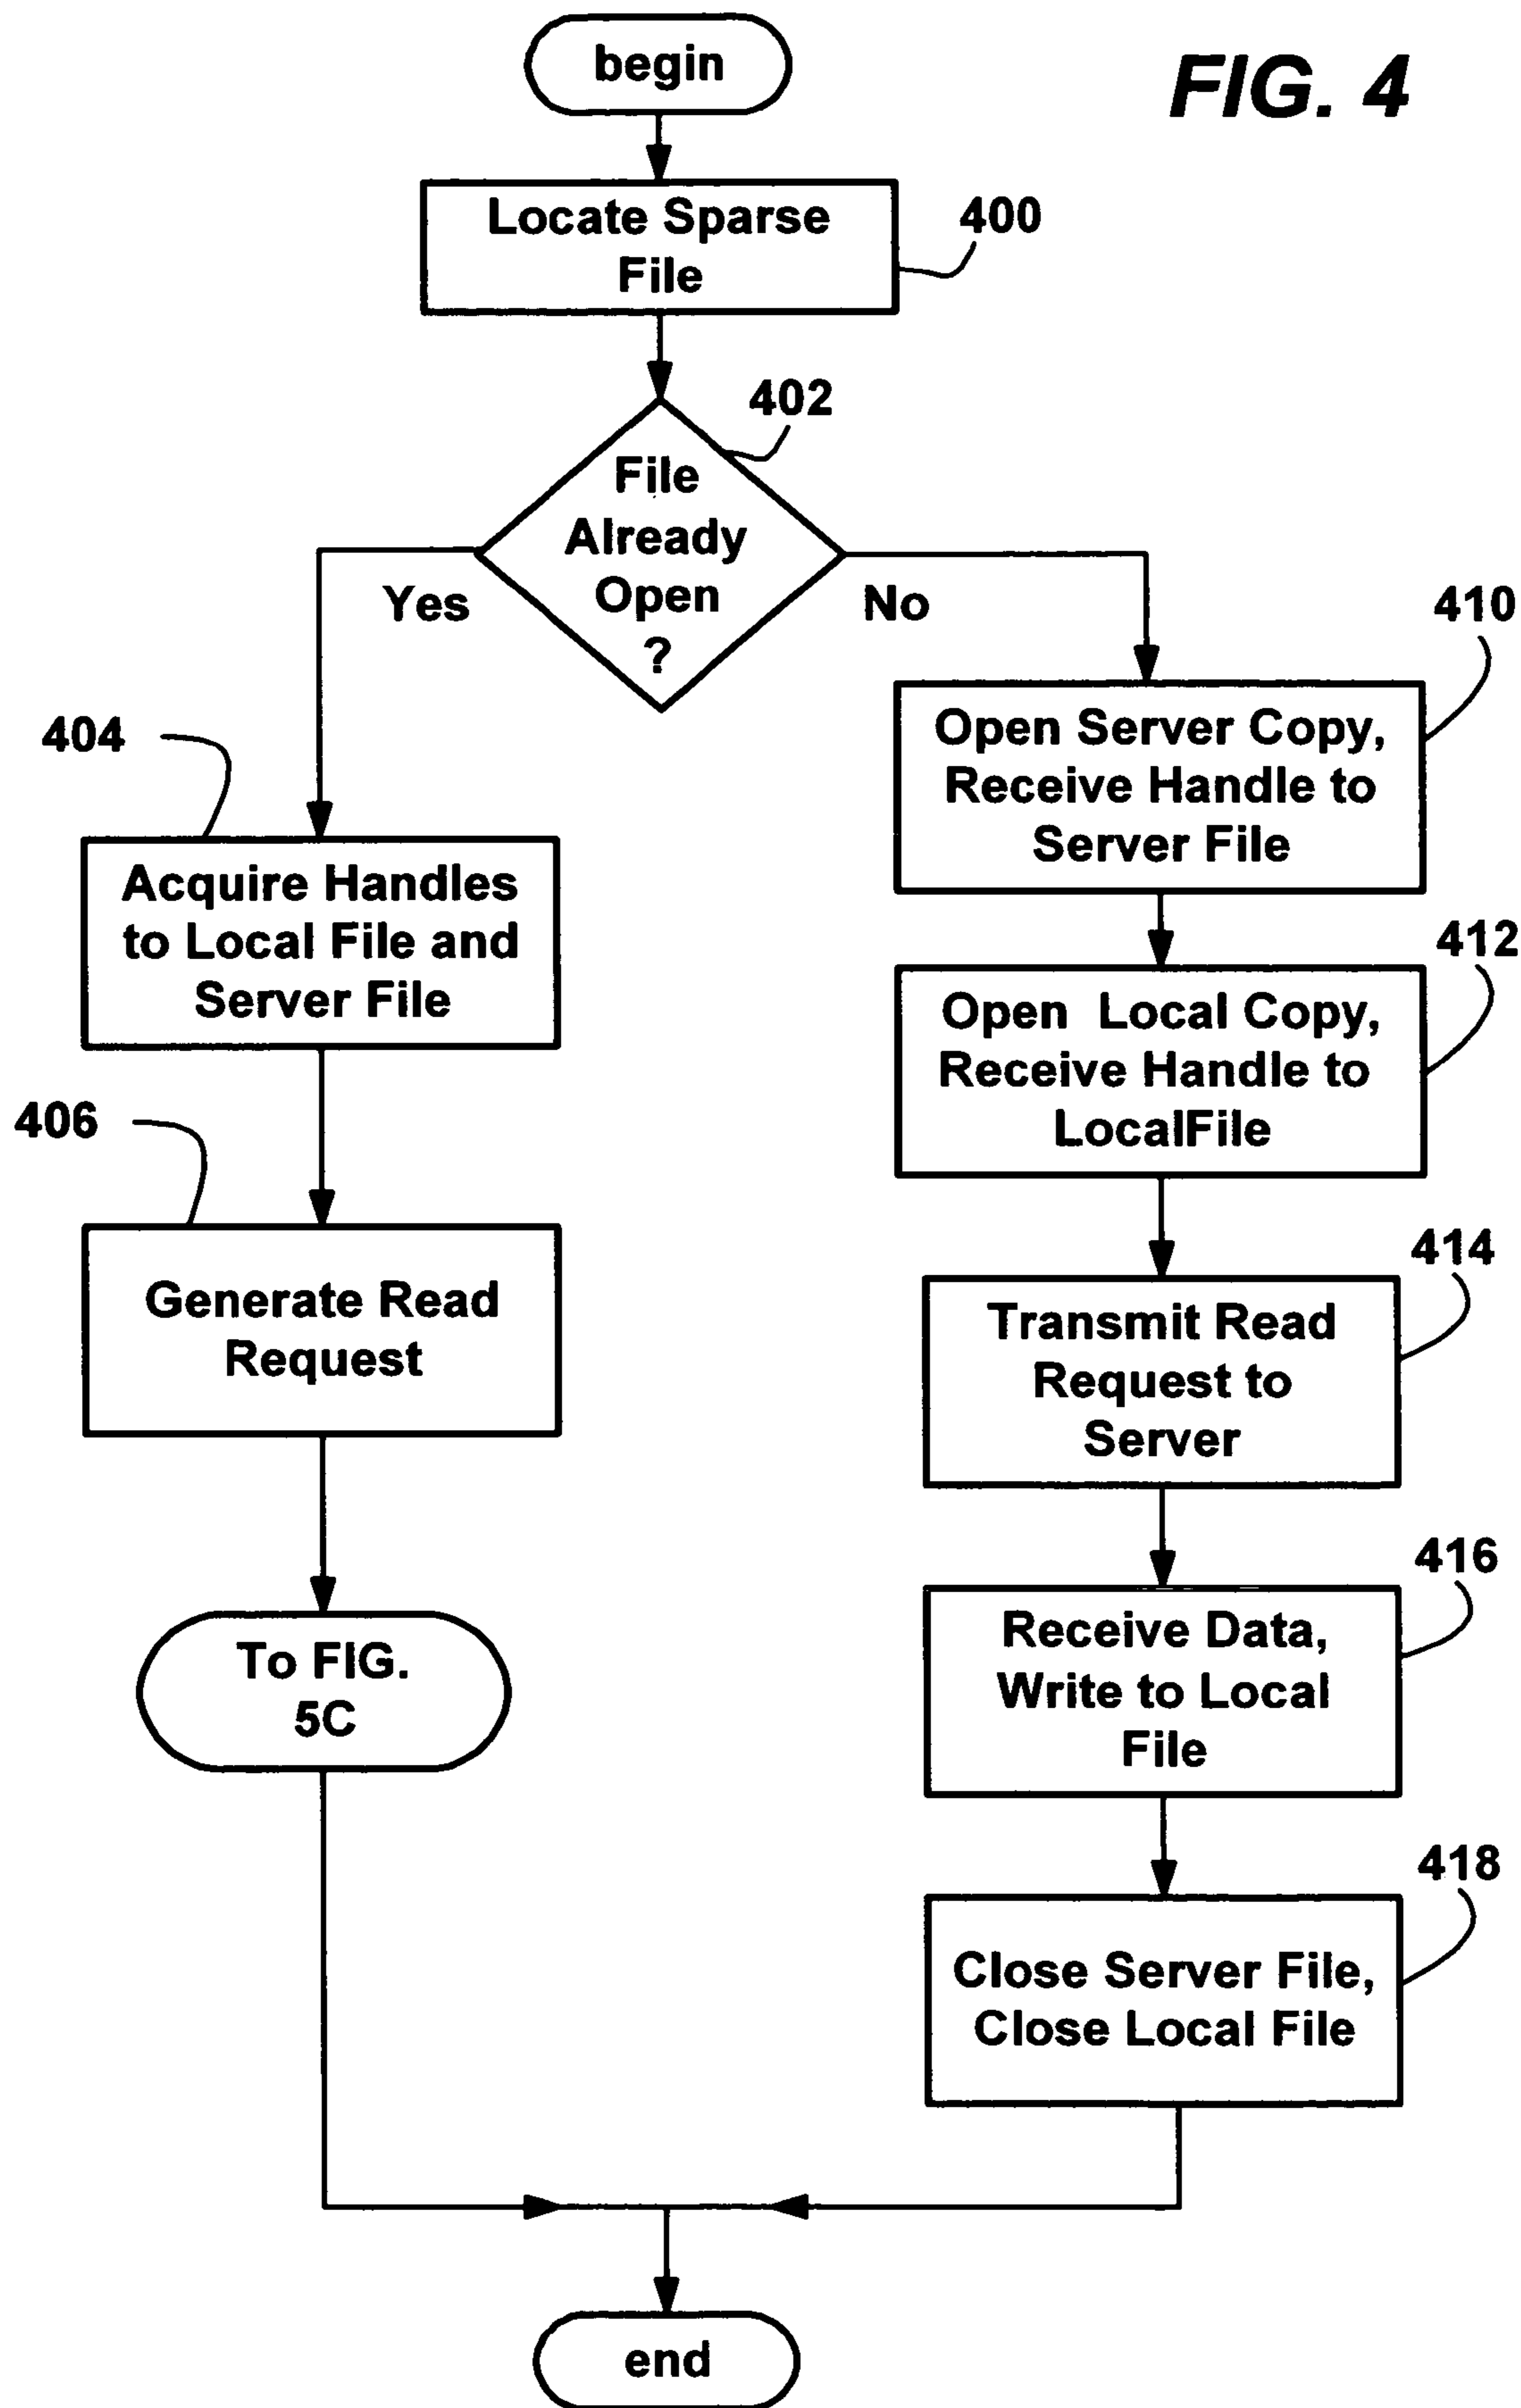 begin
FIG. 4
Locate Sparse
File
400
402
File
Already
Open
?
Yes
No
404
Acquire Handles
to Local File and
Server File
406
Generate Read
Request
To FIG.
5C
410
Open Server Copy,
Receive Handle to
Server File
412
Open Local Copy,
Receive Handle to
LocalFile
414
Transmit Read
Request to
Server
416
Receive Data,
Write to Local
File
418
Close Server File,
Close Local File
end